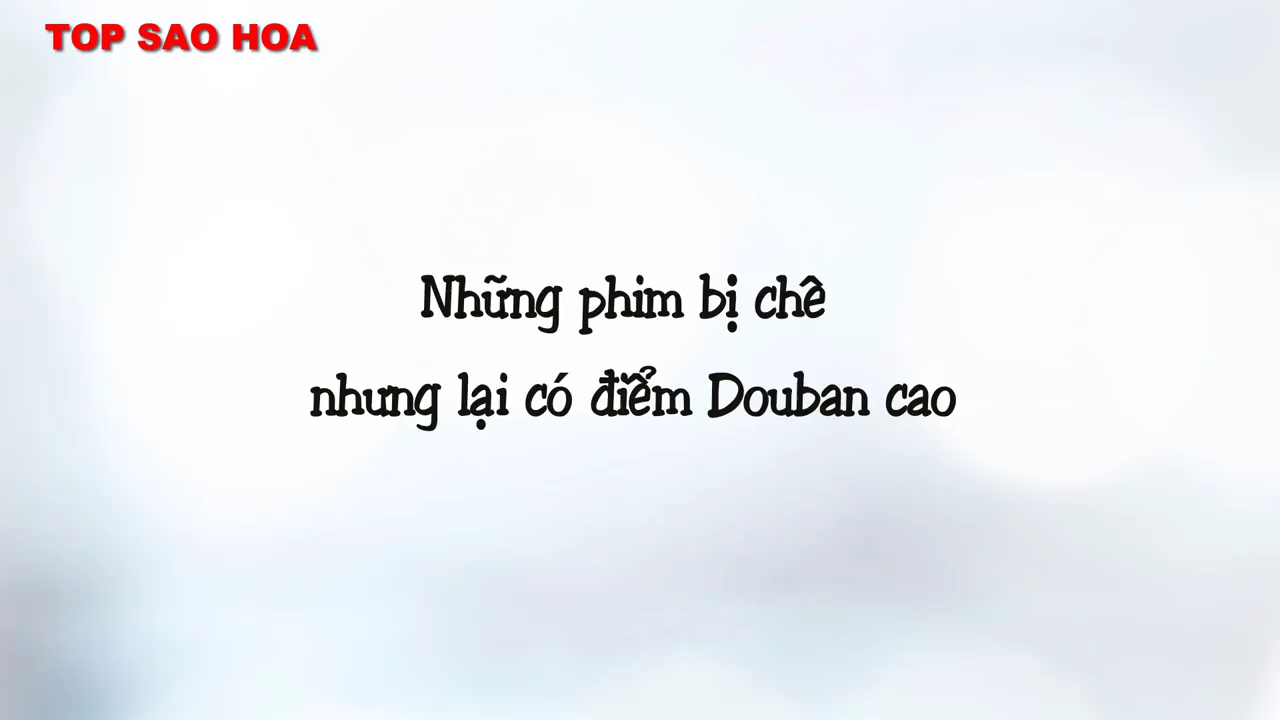 TOP SAO HOA
Những phim bị chê
nhưng lại có điểm Douban cao